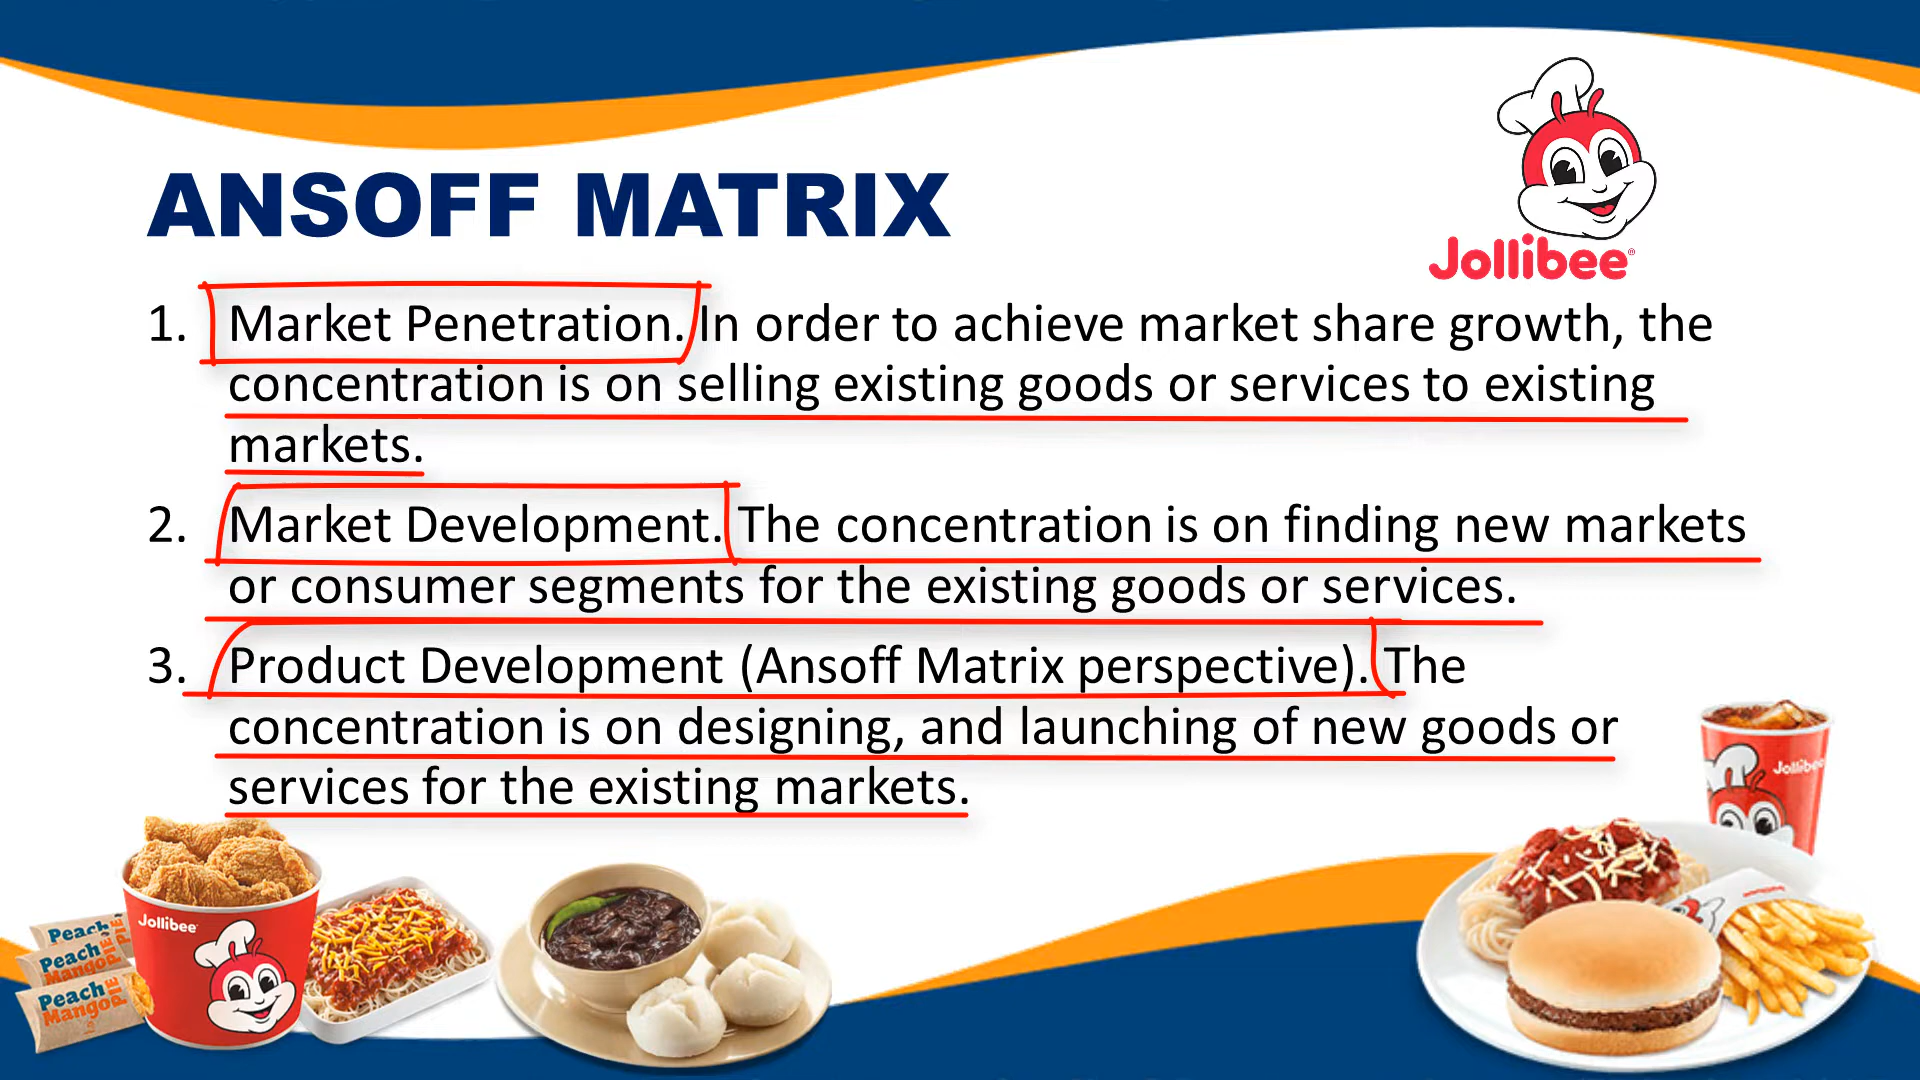 ANSOFF MATRIX
Jollibee®
1. Market Penetration. In order to achieve market share growth, the
concentration is on selling existing goods or services to existing
markets.
2. Market Development. The concentration is on finding new markets
or consumer segments for the existing goods or services.
3. Product Development (Ansoff Matrix perspective). The
concentration is on designing, and launching of new goods or
services for the existing markets.
Jollibee
Jollibee
Peach
PIE
Peach
Mango
PIE
Peach
Mango
PIE